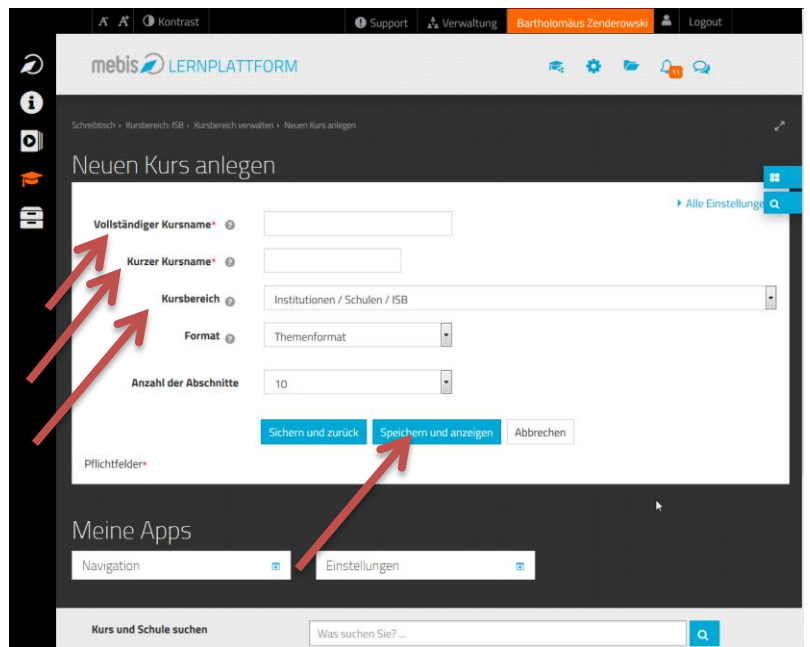 A A Kontrast Support Verwaltung Bartholomäus Zenderowski Logout
mebis LERNPLATTFORM
11
Schreibtisch › Kursbereich: ISB › Kursbereich verwalten › Neuen Kurs anlegen
Neuen Kurs anlegen
Alle Einstellunge
Vollständiger Kursname*
Kurzer Kursname*
Kursbereich Institutionen / Schulen / ISB
Format Themenformat
Anzahl der Abschnitte 10
Sichern und zurück Speichern und anzeigen Abbrechen
Pflichtfelder*
Meine Apps
Navigation Einstellungen
Kurs und Schule suchen Was suchen Sie? ...